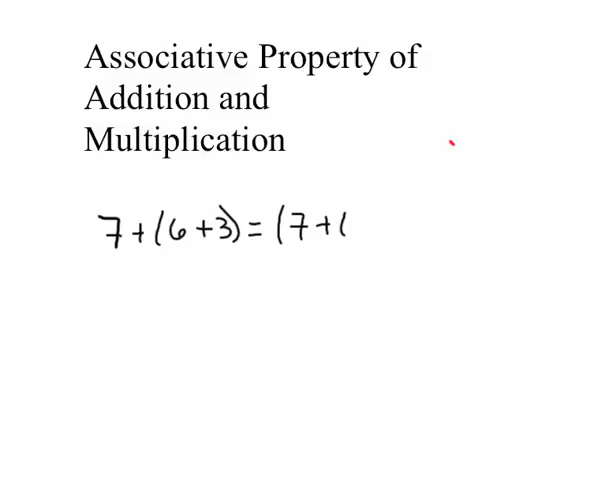 Associative Property of
Addition and
Multiplication
7+(6+3)=(7+(